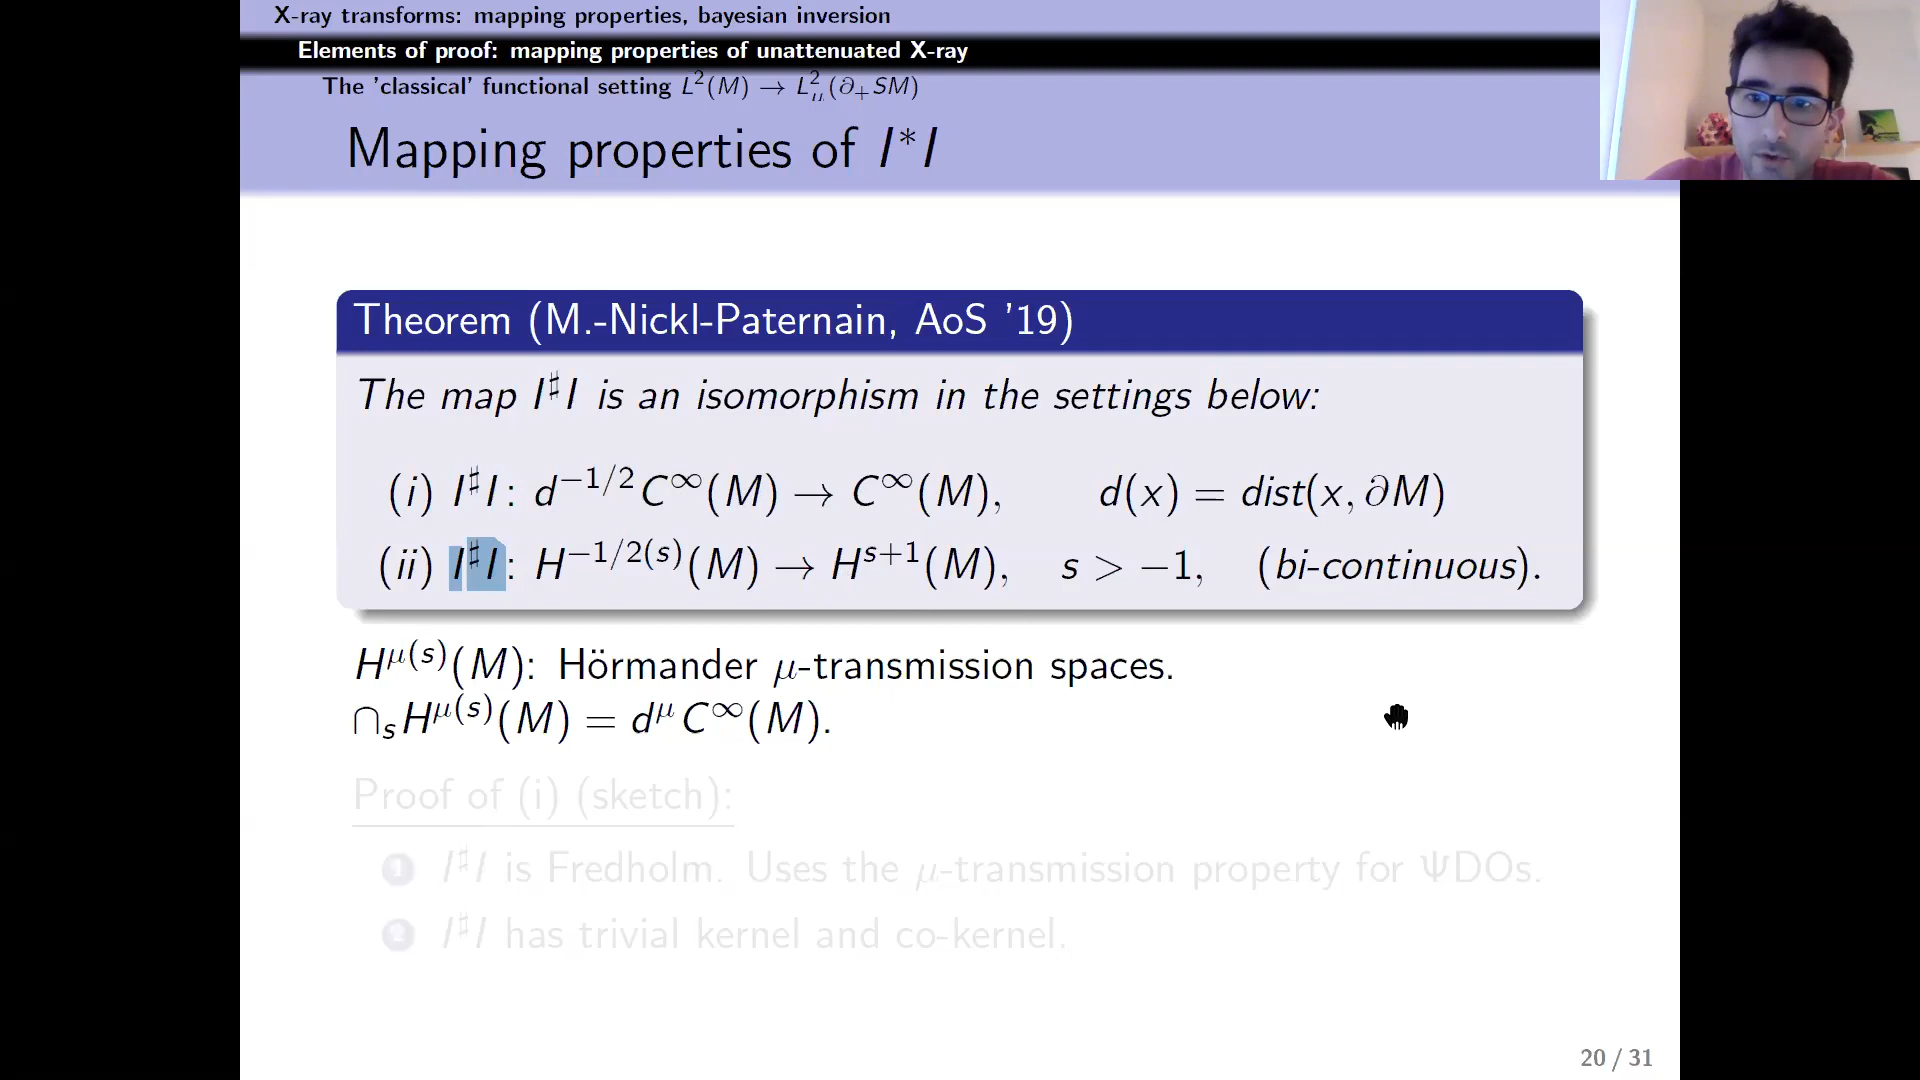 X-ray transforms: mapping properties, bayesian inversion
Elements of proof: mapping properties of unattenuated X-ray
The 'classical' functional setting L²(M) → L²_μ(∂₊SM)
Mapping properties of I*I
Theorem (M.-Nickl-Paternain, AoS '19)
The map I♯I is an isomorphism in the settings below:
(i) I♯I: d^{-1/2}C^∞(M) → C^∞(M), d(x) = dist(x, ∂M)
(ii) I♯I: H^{-1/2(s)}(M) → H^{s+1}(M), s > −1, (bi-continuous).
H^{μ(s)}(M): Hörmander μ-transmission spaces.
∩_s H^{μ(s)}(M) = d^μ C^∞(M).
Proof of (i) (sketch):
1 I♯I is Fredholm. Uses the μ-transmission property for ΨDOs.
2 I♯I has trivial kernel and co-kernel.
20 / 31